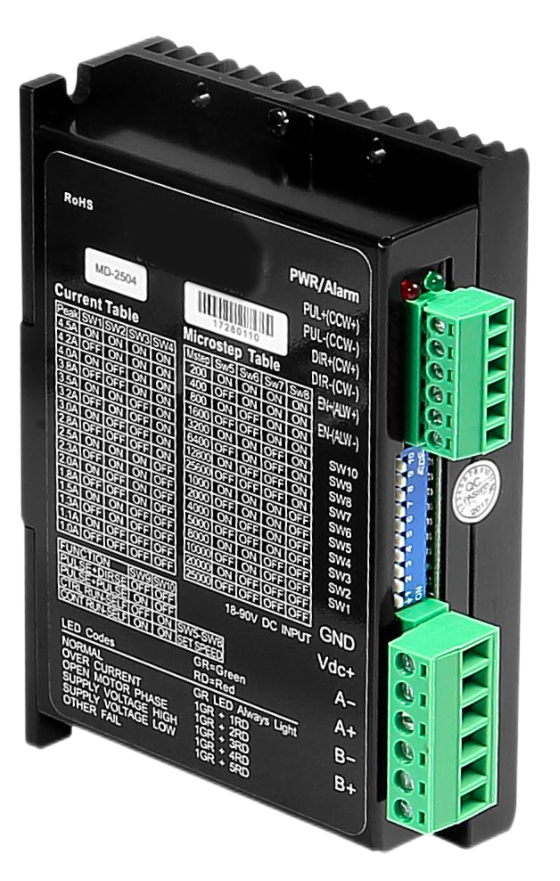 RoHS
MD-2504
17280110
PWR/Alarm
Current Table
Peak SW1 SW2 SW3 SW4
4.5A ON ON ON ON
4.2A OFF ON ON ON
4.0A ON OFF ON ON
3.8A OFF OFF ON ON
3.5A ON ON OFF ON
3.2A OFF ON OFF ON
3.0A ON OFF OFF ON
2.8A OFF OFF OFF ON
2.5A ON ON ON OFF
2.3A OFF ON ON OFF
2.0A ON OFF ON OFF
1.8A OFF OFF ON OFF
1.5A ON ON OFF OFF
OFF ON OFF OFF
ON OFF OFF OFF
1.0A OFF OFF OFF OFF
Microstep Table
Mstep Sw5 Sw6 Sw7 Sw8
200 ON ON ON ON
400 OFF ON ON ON
800 ON OFF ON ON
1600 OFF OFF ON ON
3200 ON ON OFF ON
6400 OFF ON OFF ON
12800 ON OFF OFF ON
25600 OFF OFF OFF ON
1000 ON ON ON OFF
2000 OFF ON ON OFF
4000 ON OFF ON OFF
5000 OFF OFF ON OFF
8000 ON ON OFF OFF
10000 OFF ON OFF OFF
20000 ON OFF OFF OFF
25000 OFF OFF OFF OFF
FUNCTION SW9
PULSE+DIR
PULSE+PULSE
CTRL RUN-SELF
CONT RUN-SELF ON ON SW5-SW8 SET SPEED
PUL+(CCW+)
PUL-(CCW-)
DIR+(CW+)
DIR-(CW-)
EN+(ALW+)
EN-(ALW-)
SW10
SW9
SW8
SW7
SW6
SW5
SW4
SW3
SW2
SW1
18-90V DC INPUT
GND
Vdc+
A-
A+
B-
B+
LED Codes
GR=Green
RD=Red
NORMAL GR LED Always Light
OVER CURRENT 1GR + 1RD
OPEN MOTOR PHASE 1GR + 2RD
SUPPLY VOLTAGE HIGH 1GR + 3RD
SUPPLY VOLTAGE LOW 1GR + 4RD
OTHER FAIL 1GR + 5RD
ON
1 2 3 4 5 6 7 8 9 10
QC
PASSED